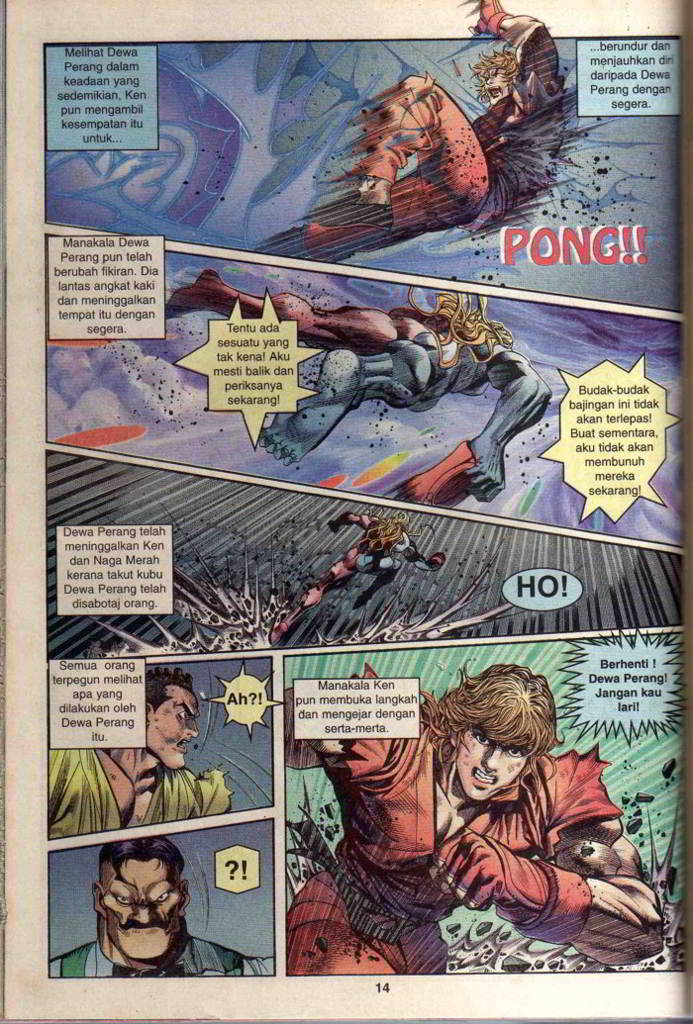 Melihat Dewa
Perang dalam
keadaan yang
sedemikian, Ken
pun mengambil
kesempatan itu
untuk...
...berundur dan
menjauhkan diri
daripada Dewa
Perang dengan
segera.
PONG!!
Manakala Dewa
Perang pun telah
berubah fikiran. Dia
lantas angkat kaki
dan meninggalkan
tempat itu dengan
segera.
Tentu ada
sesuatu yang
tak kena! Aku
mesti balik dan
periksanya
sekarang!
Budak-budak
bajingan ini tidak
akan terlepas!
Buat sementara,
aku tidak akan
membunuh
mereka
sekarang!
Dewa Perang telah
meninggalkan Ken
dan Naga Merah
kerana takut kubu
Dewa Perang telah
disabotaj orang.
HO!
Semua orang
terpegun melihat
apa yang
dilakukan oleh
Dewa Perang
itu.
Ah?!
?!
Manakala Ken
pun membuka langkah
dan mengejar dengan
serta-merta.
Berhenti !
Dewa Perang!
Jangan kau
lari!
14